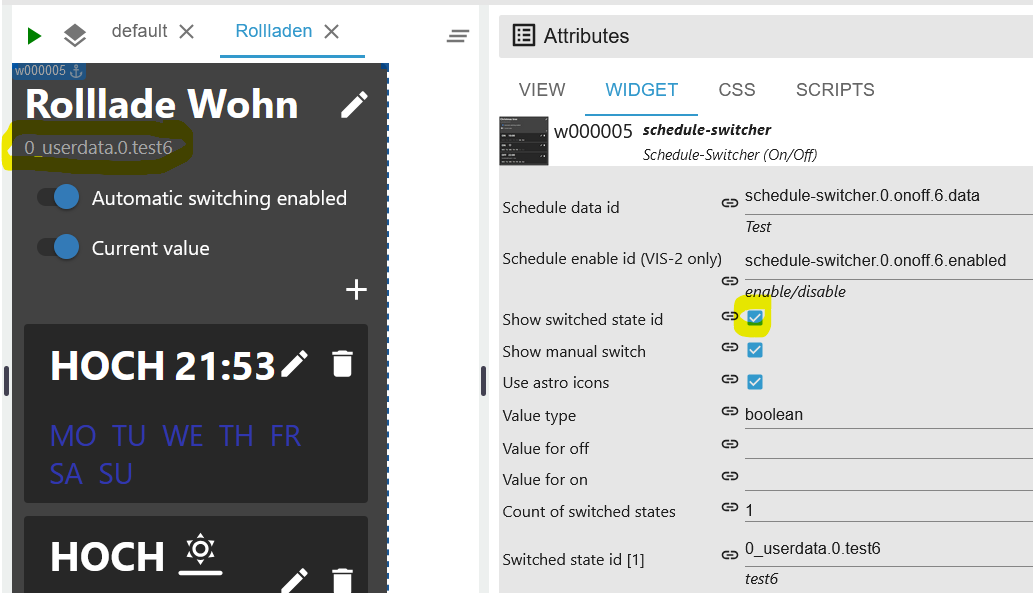 default
Rollladen
w000005
Rolllade Wohn
0_userdata.0.test6
Automatic switching enabled
Current value
HOCH 21:53
MO TU WE TH FR
SA SU
HOCH
Attributes
VIEW WIDGET CSS SCRIPTS
w000005 schedule-switcher
Schedule-Switcher (On/Off)
Schedule data id schedule-switcher.0.onoff.6.data
Test
Schedule enable id (VIS-2 only) schedule-switcher.0.onoff.6.enabled
enable/disable
Show switched state id
Show manual switch
Use astro icons
Value type boolean
Value for off
Value for on
Count of switched states 1
Switched state id [1] 0_userdata.0.test6
test6